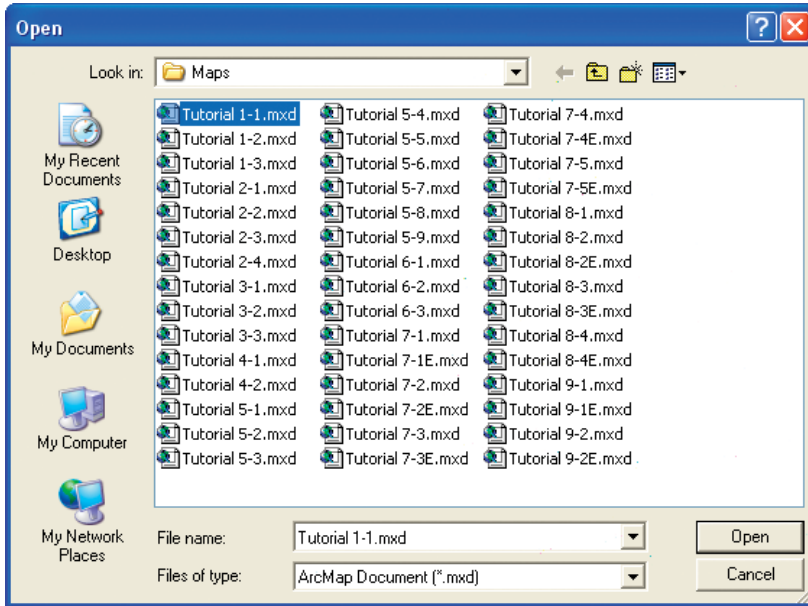 Open
Look in: Maps
My Recent Documents
Desktop
My Documents
My Computer
My Network Places
Tutorial 1-1.mxd
Tutorial 1-2.mxd
Tutorial 1-3.mxd
Tutorial 2-1.mxd
Tutorial 2-2.mxd
Tutorial 2-3.mxd
Tutorial 2-4.mxd
Tutorial 3-1.mxd
Tutorial 3-2.mxd
Tutorial 3-3.mxd
Tutorial 4-1.mxd
Tutorial 4-2.mxd
Tutorial 5-1.mxd
Tutorial 5-2.mxd
Tutorial 5-3.mxd
Tutorial 5-4.mxd
Tutorial 5-5.mxd
Tutorial 5-6.mxd
Tutorial 5-7.mxd
Tutorial 5-8.mxd
Tutorial 5-9.mxd
Tutorial 6-1.mxd
Tutorial 6-2.mxd
Tutorial 6-3.mxd
Tutorial 7-1.mxd
Tutorial 7-1E.mxd
Tutorial 7-2.mxd
Tutorial 7-2E.mxd
Tutorial 7-3.mxd
Tutorial 7-3E.mxd
Tutorial 7-4.mxd
Tutorial 7-4E.mxd
Tutorial 7-5.mxd
Tutorial 7-5E.mxd
Tutorial 8-1.mxd
Tutorial 8-2.mxd
Tutorial 8-2E.mxd
Tutorial 8-3.mxd
Tutorial 8-3E.mxd
Tutorial 8-4.mxd
Tutorial 8-4E.mxd
Tutorial 9-1.mxd
Tutorial 9-1E.mxd
Tutorial 9-2.mxd
Tutorial 9-2E.mxd
File name: Tutorial 1-1.mxd
Open
Files of type: ArcMap Document (*.mxd)
Cancel